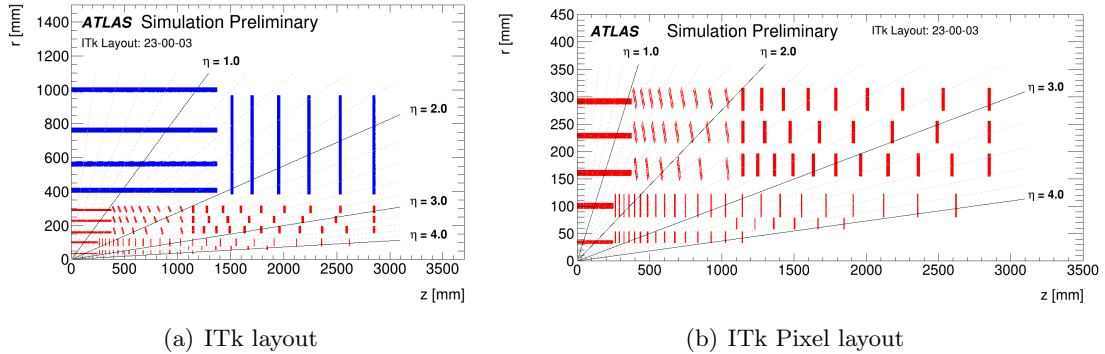 ATLAS Simulation Preliminary
ITk Layout: 23-00-03
r [mm]
1400
1200
1000
800
600
400
200
0
0 500 1000 1500 2000 2500 3000 3500
z [mm]
η = 1.0
η = 2.0
η = 3.0
η = 4.0
(a) ITk layout
ATLAS Simulation Preliminary ITk Layout: 23-00-03
r [mm]
450
400
350
300
250
200
150
100
50
0
0 500 1000 1500 2000 2500 3000 3500
z [mm]
η = 1.0
η = 2.0
η = 3.0
η = 4.0
(b) ITk Pixel layout